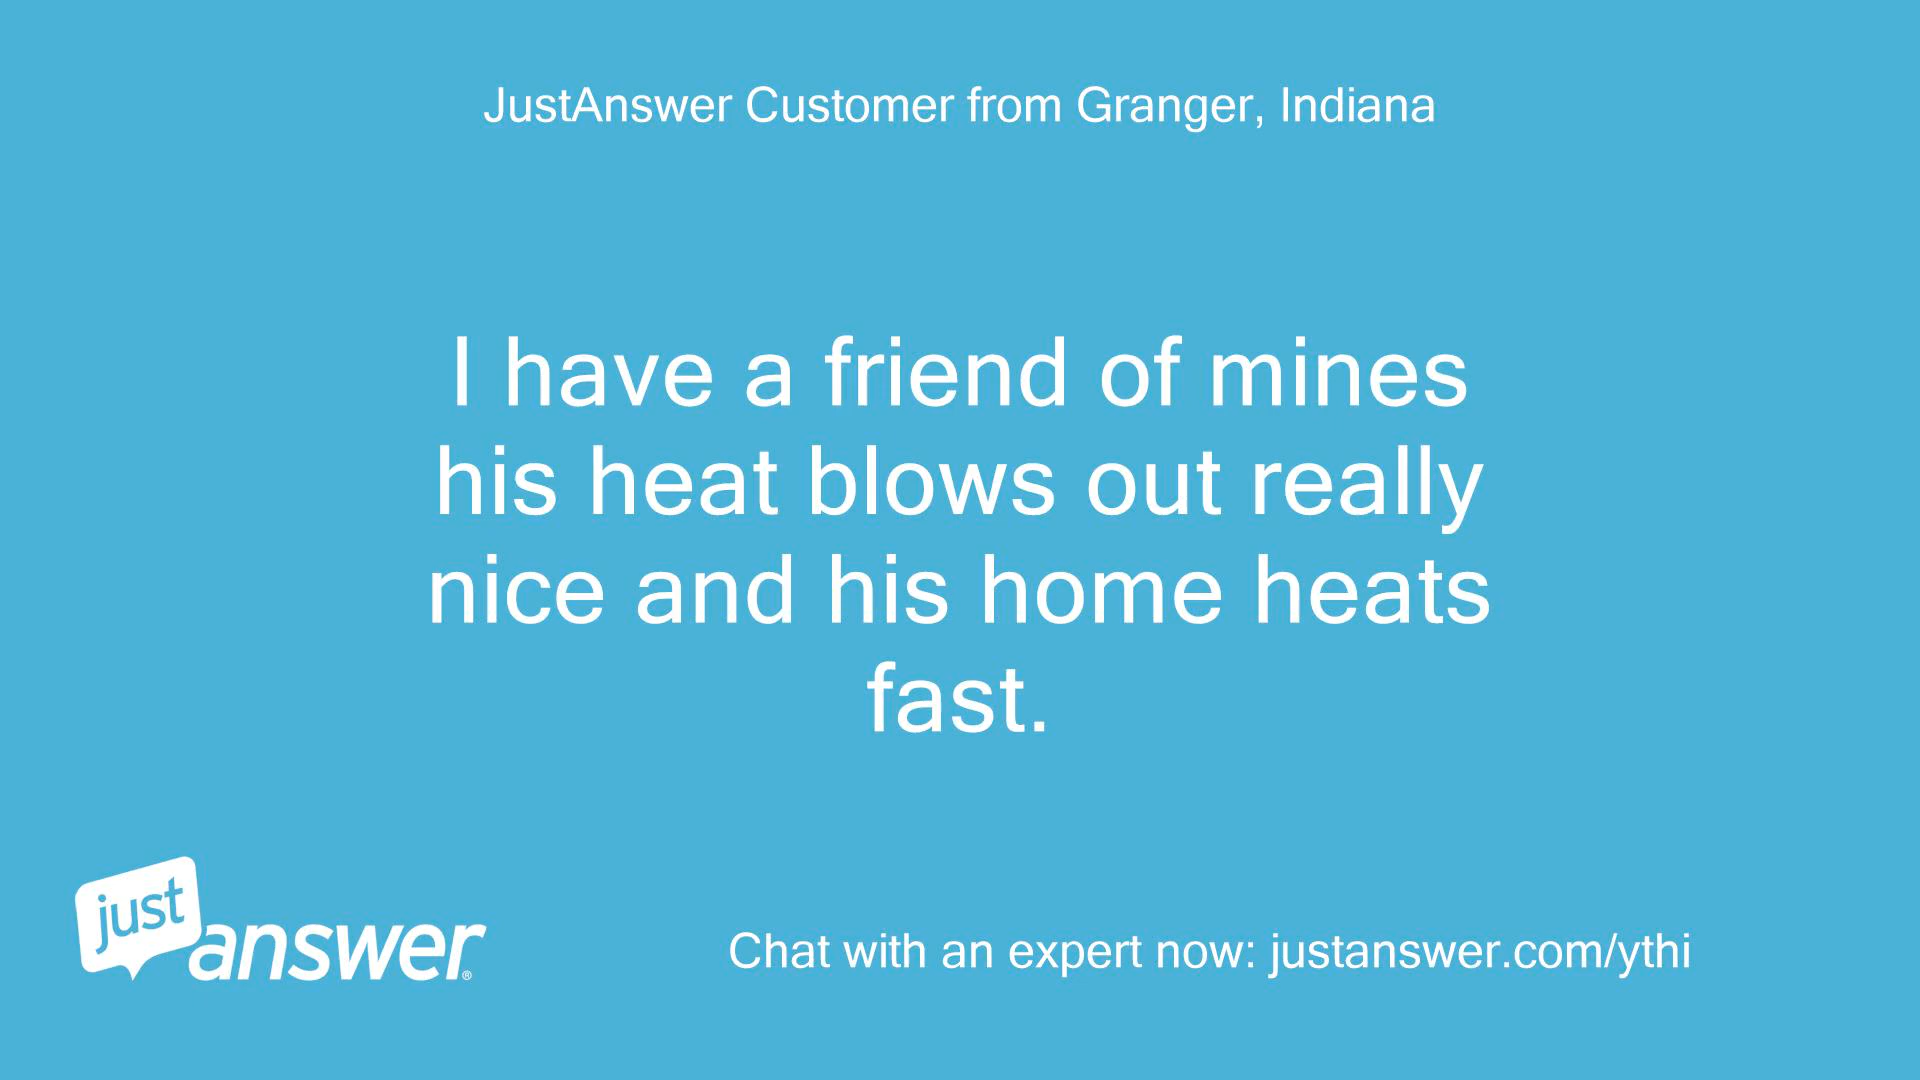 JustAnswer Customer from Granger, Indiana
I have a friend of mines
his heat blows out really
nice and his home heats
fast.
just
answer®
Chat with an expert now: justanswer.com/ythi